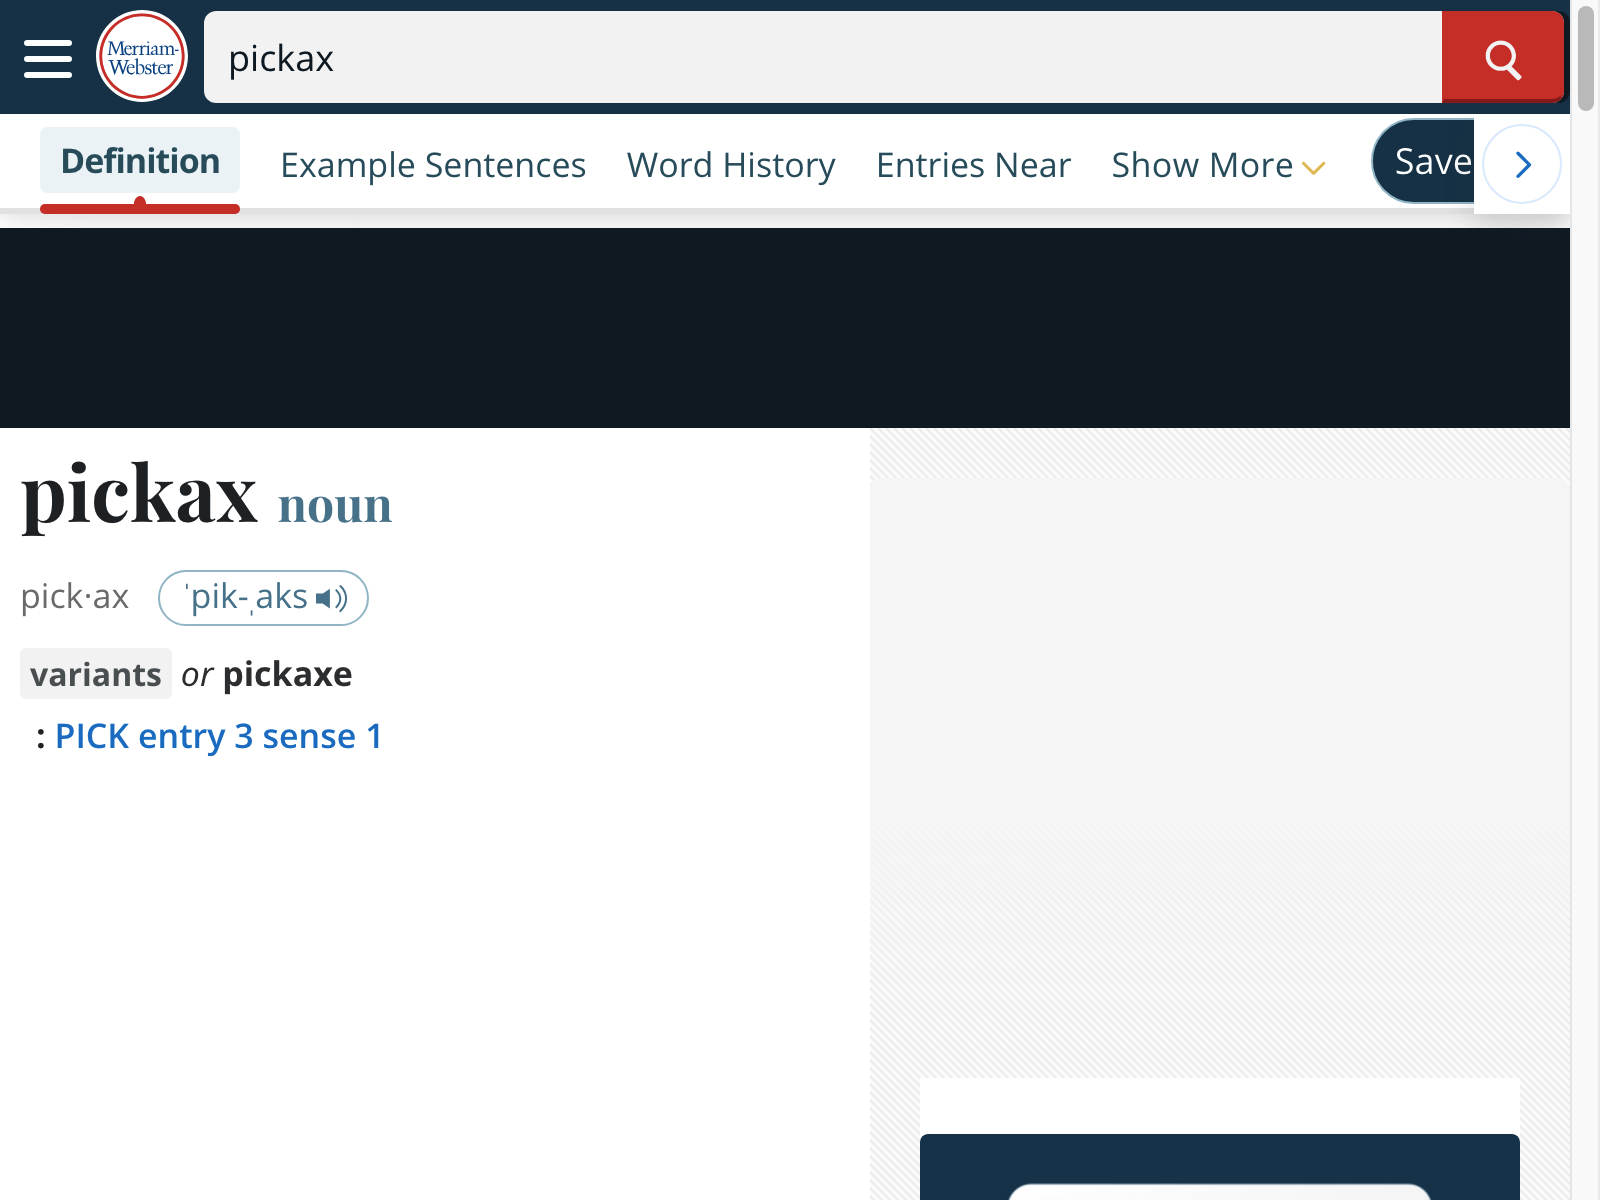 Merriam-
Webster
pickax
Definition
Example Sentences
Word History
Entries Near
Show More
Save
pickax noun
pick·ax ˈpik-ˌaks
variants or pickaxe
: PICK entry 3 sense 1